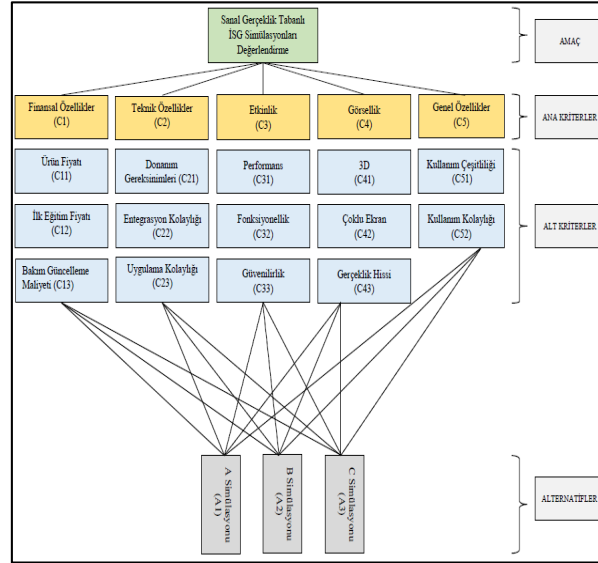 Sanal Gerçeklik Tabanlı
İSG Simülasyonları
Değerlendirme
AMAÇ
Finansal Özellikler
(C1)
Teknik Özellikler
(C2)
Etkinlik
(C3)
Görsellik
(C4)
Genel Özellikler
(C5)
ANA KRİTERLER
Ürün Fiyatı
(C11)
Donanım
Gereksinimleri (C21)
Performans
(C31)
3D
(C41)
Kullanım Çeşitliliği
(C51)
İlk Eğitim Fiyatı
(C12)
Entegrasyon Kolaylığı
(C22)
Fonksiyonellik
(C32)
Çoklu Ekran
(C42)
Kullanım Kolaylığı
(C52)
ALT KRİTERLER
Bakım Güncelleme
Maliyeti (C13)
Uygulama Kolaylığı
(C23)
Güvenilirlik
(C33)
Gerçeklik Hissi
(C43)
A Simülasyonu
(A1)
B Simülasyonu
(A2)
C Simülasyonu
(A3)
ALTERNATİFLER